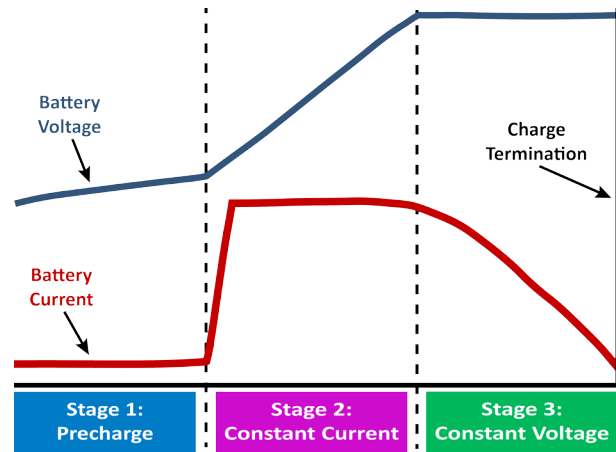 Battery
Voltage
Charge
Termination
Battery
Current
Stage 1:
Precharge
Stage 2:
Constant Current
Stage 3:
Constant Voltage